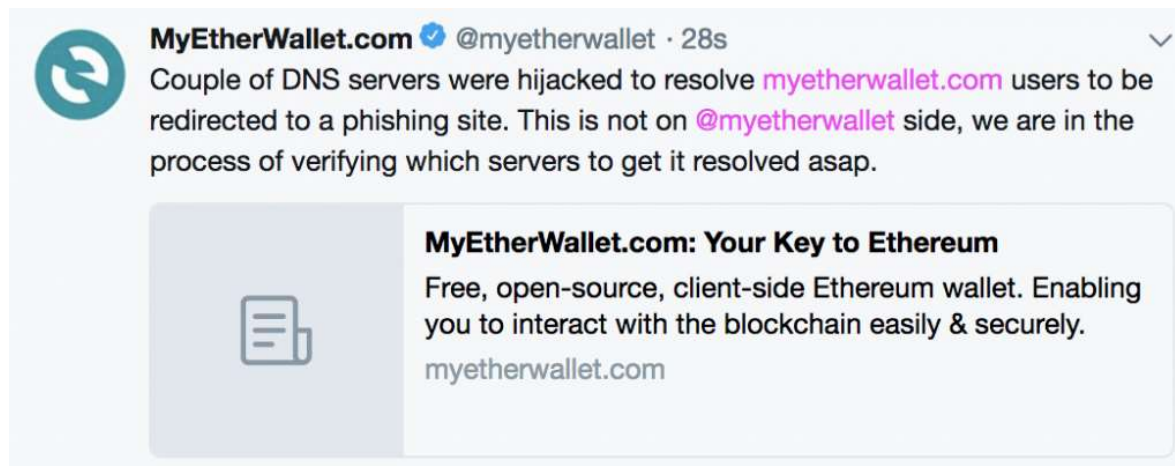 MyEtherWallet.com @myetherwallet · 28s
Couple of DNS servers were hijacked to resolve myetherwallet.com users to be
redirected to a phishing site. This is not on @myetherwallet side, we are in the
process of verifying which servers to get it resolved asap.
MyEtherWallet.com: Your Key to Ethereum
Free, open-source, client-side Ethereum wallet. Enabling
you to interact with the blockchain easily & securely.
myetherwallet.com